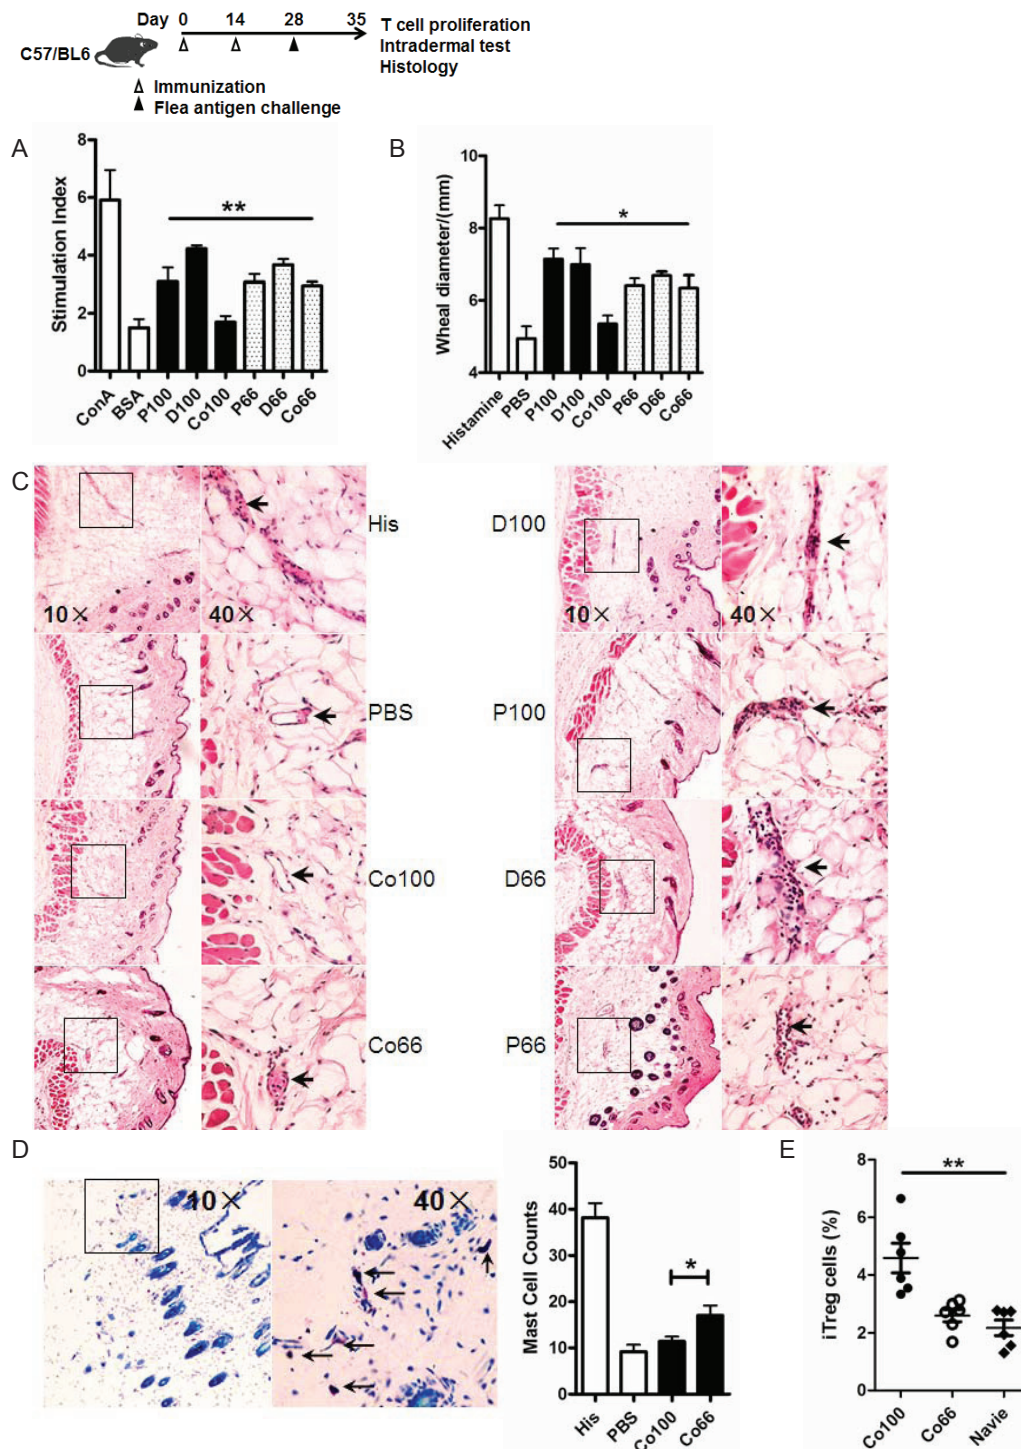 Day 0 14 28 35
T cell proliferation
Intradermal test
Histology
C57/BL6
Immunization
Flea antigen challenge
A
Stimulation Index
8
6
4
2
0
**
ConA BSA P100 D100 Co100 P66 D66 Co66
B
Wheal diameter/(mm)
10
8
6
4
*
Histamine PBS P100 D100 Co100 P66 D66 Co66
C
10× 40× His
D100 10× 40×
PBS
P100
Co100
D66
Co66
P66
D
10× 40×
Mast Cell Counts
50
40
30
20
10
0
*
His PBS Co100 Co66
E
iTreg cells (%)
8
6
4
2
0
**
Co100 Co66 Navie